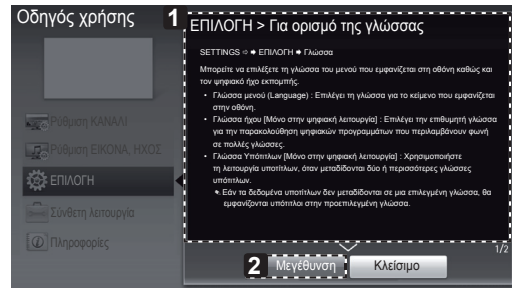 Οδηγός χρήσης
1
ΕΠΙΛΟΓΗ > Για ορισμό της γλώσσας
SETTINGS ⇨ ➧ ΕΠΙΛΟΓΗ ➧ Γλώσσα
Μπορείτε να επιλέξετε τη γλώσσα του μενού που εμφανίζεται στη οθόνη καθώς και
τον ψηφιακό ήχο εκπομπής.
• Γλώσσα μενού (Language) : Επιλέγει τη γλώσσα για το κείμενο που εμφανίζεται
στην οθόνη.
• Γλώσσα ήχου [Μόνο στην ψηφιακή λειτουργία] : Επιλέγει την επιθυμητή γλώσσα
για την παρακολούθηση ψηφιακών προγραμμάτων που περιλαμβάνουν φωνή
σε πολλές γλώσσες.
• Γλώσσα Υπότιτλων [Μόνο στην ψηφιακή λειτουργία] : Χρησιμοποιήστε
τη λειτουργία υποτίτλων, όταν μεταδίδονται δύο ή περισσότερες γλώσσες
υπότιτλων.
Εάν τα δεδομένα υποτίτλων δεν μεταδίδονται σε μια επιλεγμένη γλώσσα, θα
εμφανίζονται υπότιτλοι στην προεπιλεγμένη γλώσσα.
Ρύθμιση ΚΑΝΑΛΙ
Ρύθμιση ΕΙΚΟΝΑ, ΗΧΟΣ
ΕΠΙΛΟΓΗ
Σύνθετη λειτουργία
Πληροφορίες
1/2
2
Μεγέθυνση
Κλείσιμο